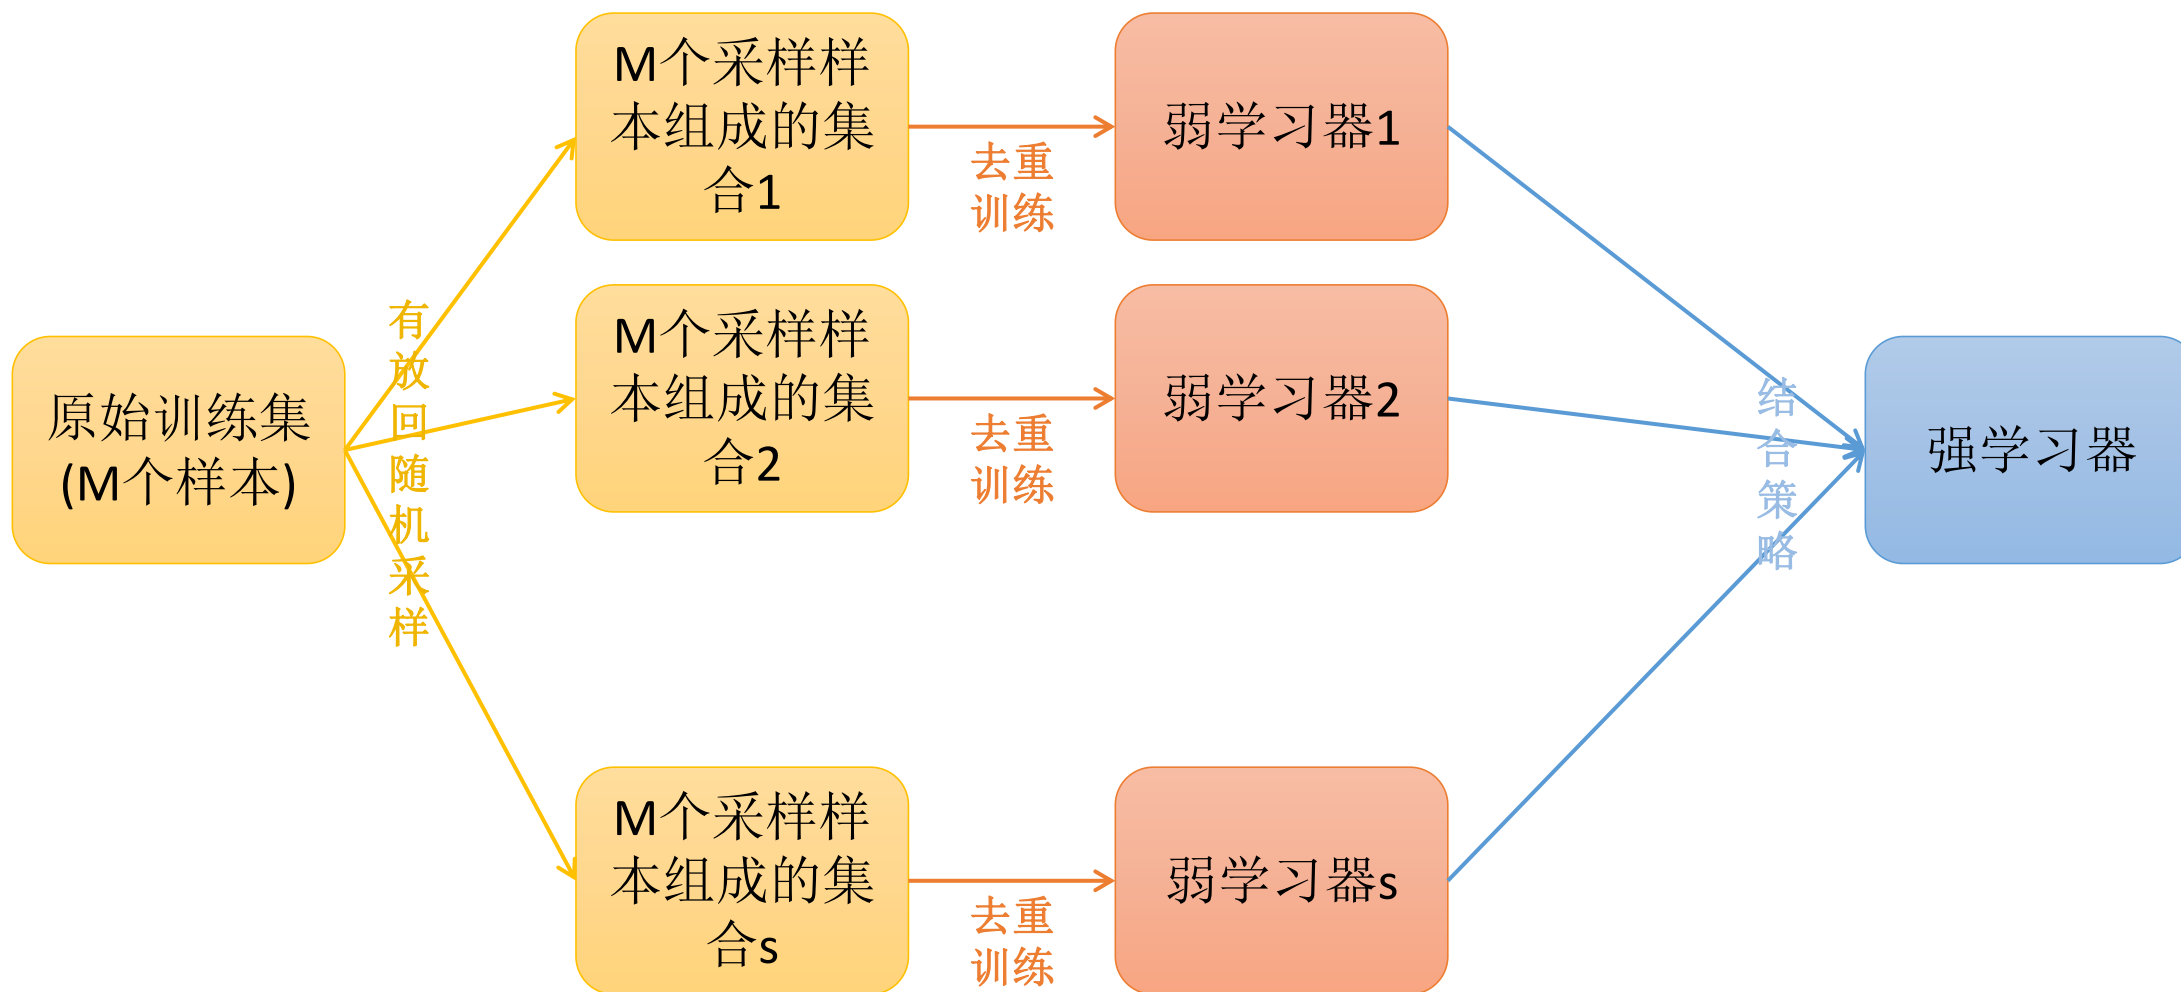 原始训练集
(M个样本)
有
放
回
随
机
采
样
M个采样样
本组成的集
合1
去重
训练
弱学习器1
M个采样样
本组成的集
合2
去重
训练
弱学习器2
M个采样样
本组成的集
合s
去重
训练
弱学习器s
结
合
策
略
强学习器